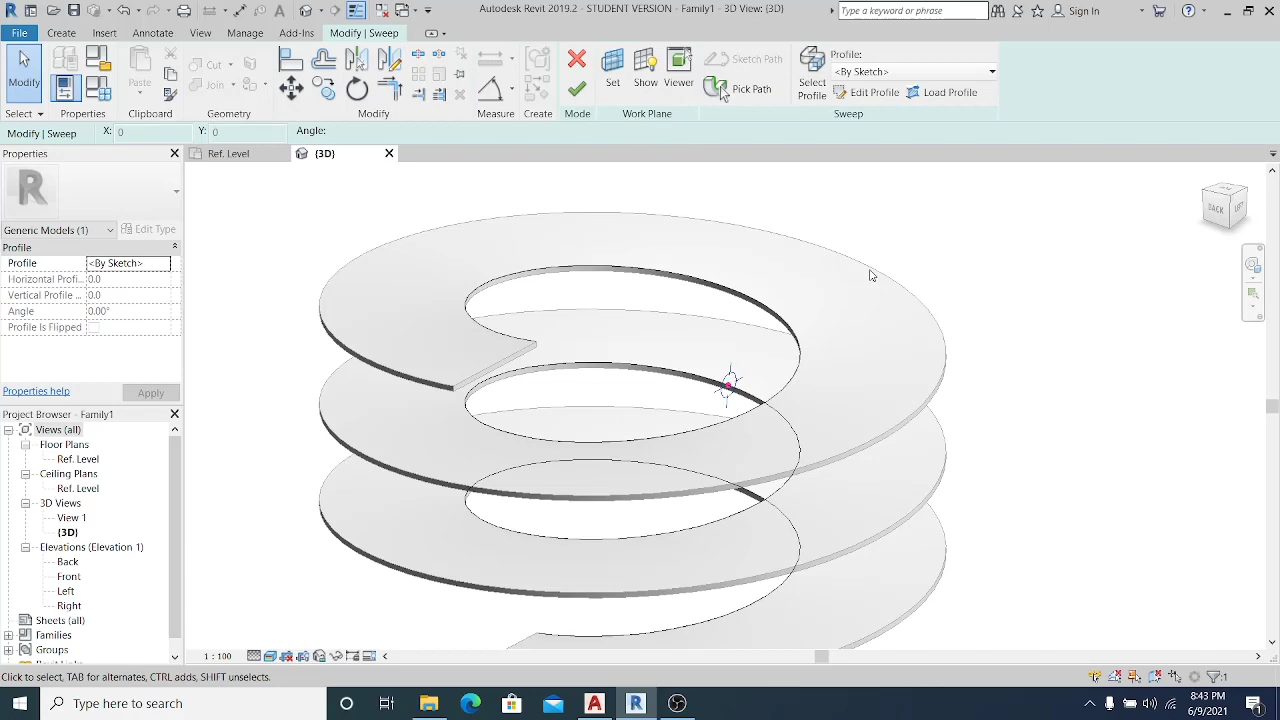 Autodesk Revit 2019.2 - STUDENT VERSION - Family1 - 3D View: {3D}
Type a keyword or phrase
Sign In
File Create Insert Annotate View Manage Add-Ins Modify | Sweep
Modify
Paste
Cut
Join
Set Show Viewer
Sketch Path
Pick Path
Select Profile
Profile:
<By Sketch>
Edit Profile Load Profile
Select Properties Clipboard Geometry Modify Measure Create Mode Work Plane Sweep
Modify | Sweep X: 0 Y: 0 Angle:
Properties
Ref. Level
{3D}
BACK
R
Generic Models (1) Edit Type
Profile
Profile <By Sketch>
Horizontal Profi... 0.0
Vertical Profile ... 0.0
Angle 0.00°
Profile Is Flipped
Properties help Apply
Project Browser - Family1
Views (all)
Floor Plans
Ref. Level
Ceiling Plans
Ref. Level
3D Views
View 1
{3D}
Elevations (Elevation 1)
Back
Front
Left
Right
Sheets (all)
Families
Groups
1 : 100
Click to select, TAB for alternates, CTRL adds, SHIFT unselects.
:1
Type here to search
8:43 PM
6/9/2021